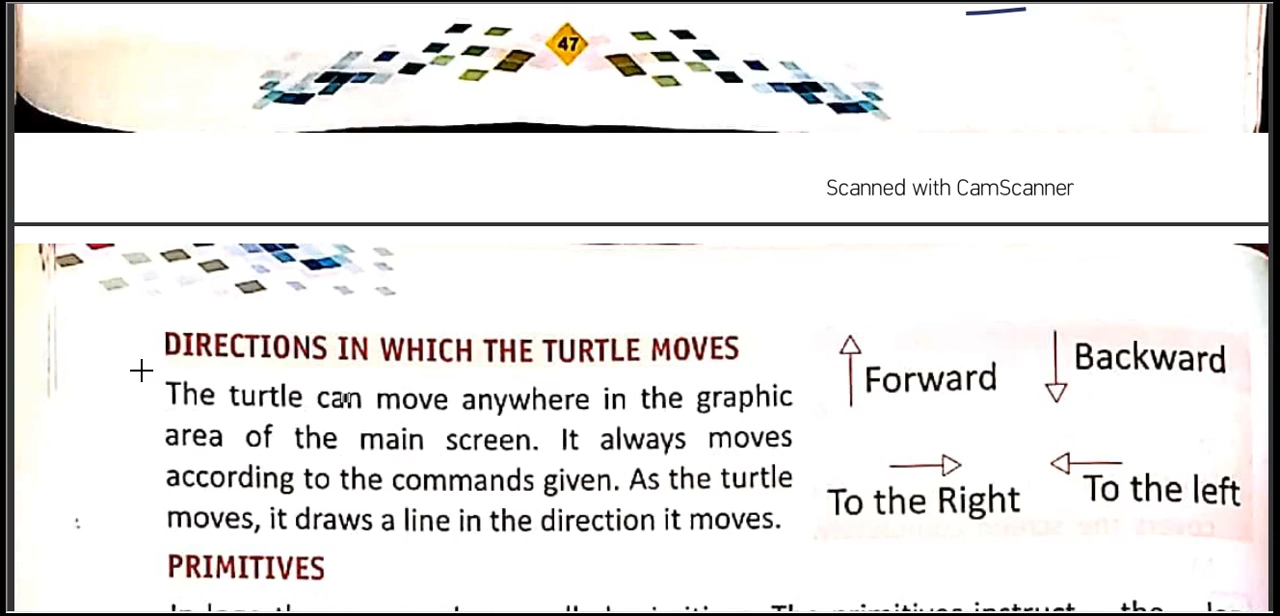 47
Scanned with CamScanner
DIRECTIONS IN WHICH THE TURTLE MOVES
The turtle can move anywhere in the graphic
area of the main screen. It always moves
according to the commands given. As the turtle
moves, it draws a line in the direction it moves.
Forward
Backward
To the Right
To the left
PRIMITIVES